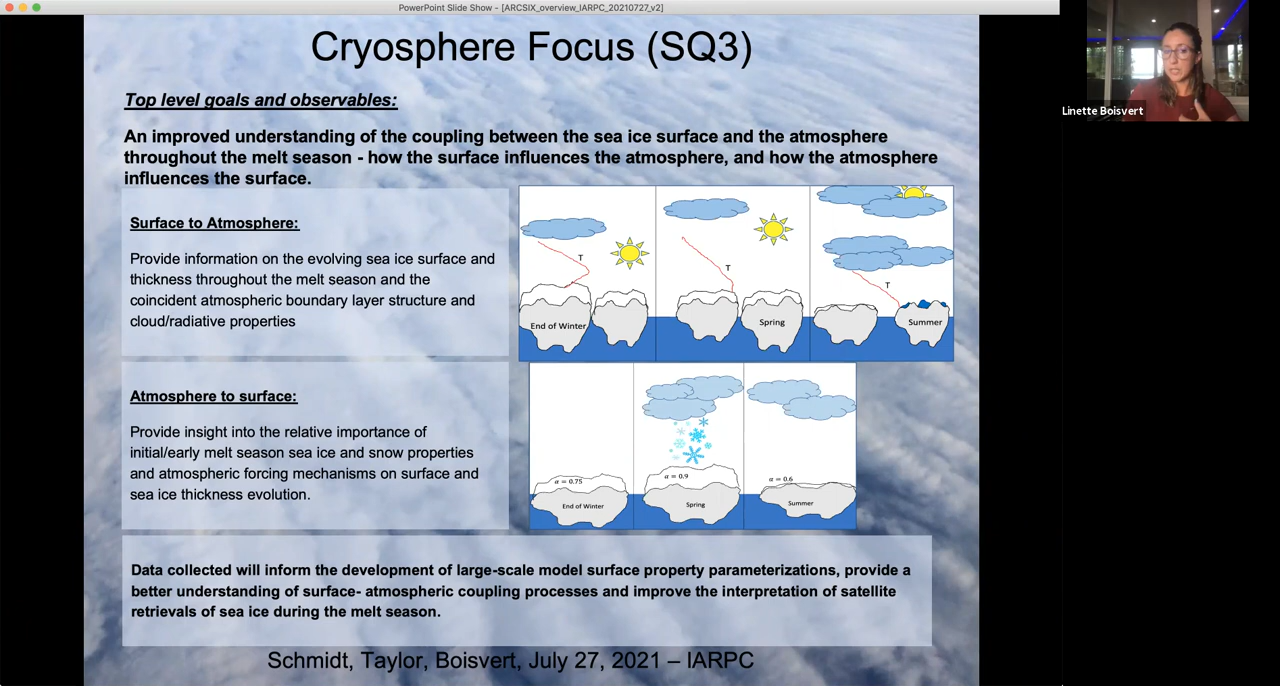 PowerPoint Slide Show - [ARCSIX_overview_IARPC_20210727_v2]
Cryosphere Focus (SQ3)
Top level goals and observables:
An improved understanding of the coupling between the sea ice surface and the atmosphere
throughout the melt season - how the surface influences the atmosphere, and how the atmosphere
influences the surface.
Surface to Atmosphere:
Provide information on the evolving sea ice surface and
thickness throughout the melt season and the
coincident atmospheric boundary layer structure and
cloud/radiative properties
T
End of Winter
T
Spring
T
Summer
Atmosphere to surface:
Provide insight into the relative importance of
initial/early melt season sea ice and snow properties
and atmospheric forcing mechanisms on surface and
sea ice thickness evolution.
α = 0.75
End of Winter
α = 0.9
Spring
α = 0.6
Summer
Data collected will inform the development of large-scale model surface property parameterizations, provide a
better understanding of surface- atmospheric coupling processes and improve the interpretation of satellite
retrievals of sea ice during the melt season.
Schmidt, Taylor, Boisvert, July 27, 2021 – IARPC
Linette Boisvert